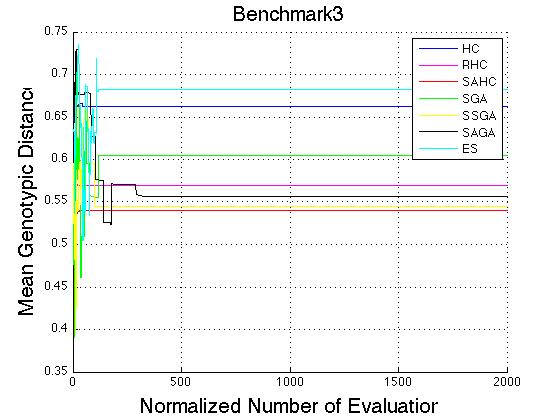 Benchmark3
0.75
0.7
0.65
0.6
0.55
0.5
0.45
0.4
0.35
Mean Genotypic Distanc
HC
RHC
SAHC
SGA
SSGA
SAGA
ES
0 500 1000 1500 2000
Normalized Number of Evaluatior